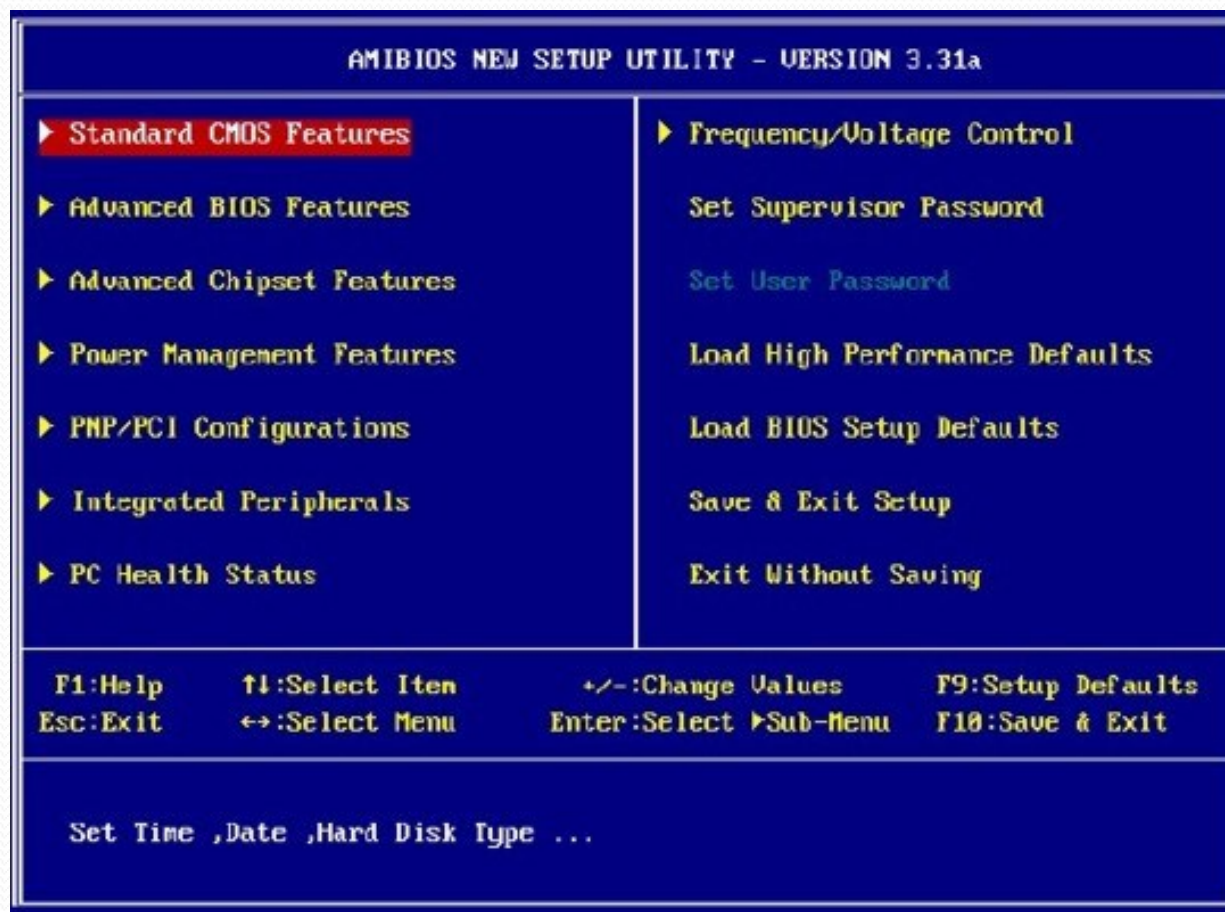 AMIBIOS NEW SETUP UTILITY - VERSION 3.31a
▶ Standard CMOS Features
▶ Advanced BIOS Features
▶ Advanced Chipset Features
▶ Power Management Features
▶ PNP/PCI Configurations
▶ Integrated Peripherals
▶ PC Health Status
▶ Frequency/Voltage Control
Set Supervisor Password
Set User Password
Load High Performance Defaults
Load BIOS Setup Defaults
Save & Exit Setup
Exit Without Saving
F1:Help ↑↓:Select Item +/-:Change Values F9:Setup Defaults
Esc:Exit ←→:Select Menu Enter:Select ▶Sub-Menu F10:Save & Exit
Set Time ,Date ,Hard Disk Type ...